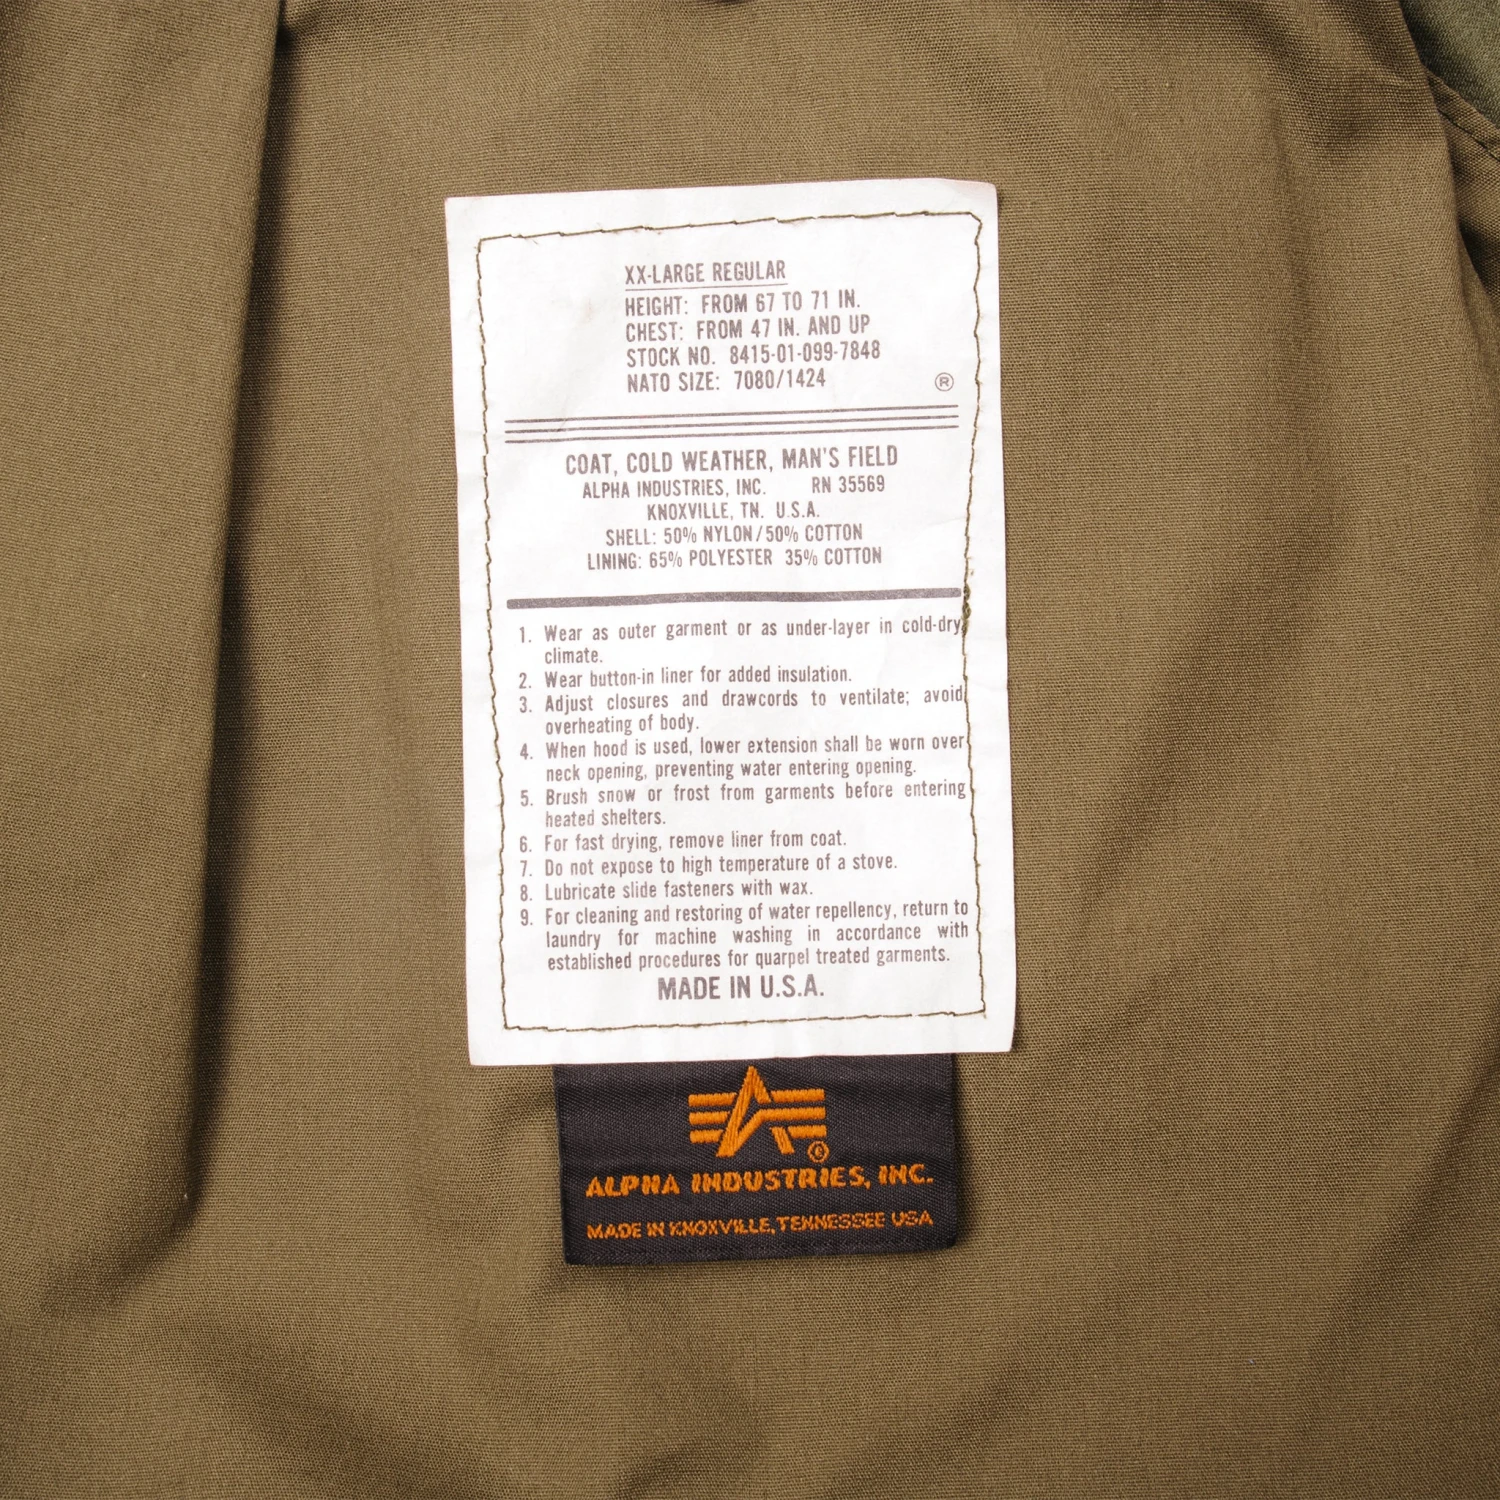 XX-LARGE REGULAR
HEIGHT: FROM 67 TO 71 IN.
CHEST: FROM 47 IN. AND UP
STOCK NO. 8415-01-099-7848
NATO SIZE: 7080/1424 ®
COAT, COLD WEATHER, MAN'S FIELD
ALPHA INDUSTRIES, INC. RN 35569
KNOXVILLE, TN. U.S.A.
SHELL: 50% NYLON/50% COTTON
LINING: 65% POLYESTER 35% COTTON
1. Wear as outer garment or as under-layer in cold-dry
climate.
2. Wear button-in liner for added insulation.
3. Adjust closures and drawcords to ventilate; avoid
overheating of body.
4. When hood is used, lower extension shall be worn over
neck opening, preventing water entering opening.
5. Brush snow or frost from garments before entering
heated shelters.
6. For fast drying, remove liner from coat.
7. Do not expose to high temperature of a stove.
8. Lubricate slide fasteners with wax.
9. For cleaning and restoring of water repellency, return to
laundry for machine washing in accordance with
established procedures for quarpel treated garments.
MADE IN U.S.A.
©
ALPHA INDUSTRIES, INC.
MADE IN KNOXVILLE, TENNESSEE USA